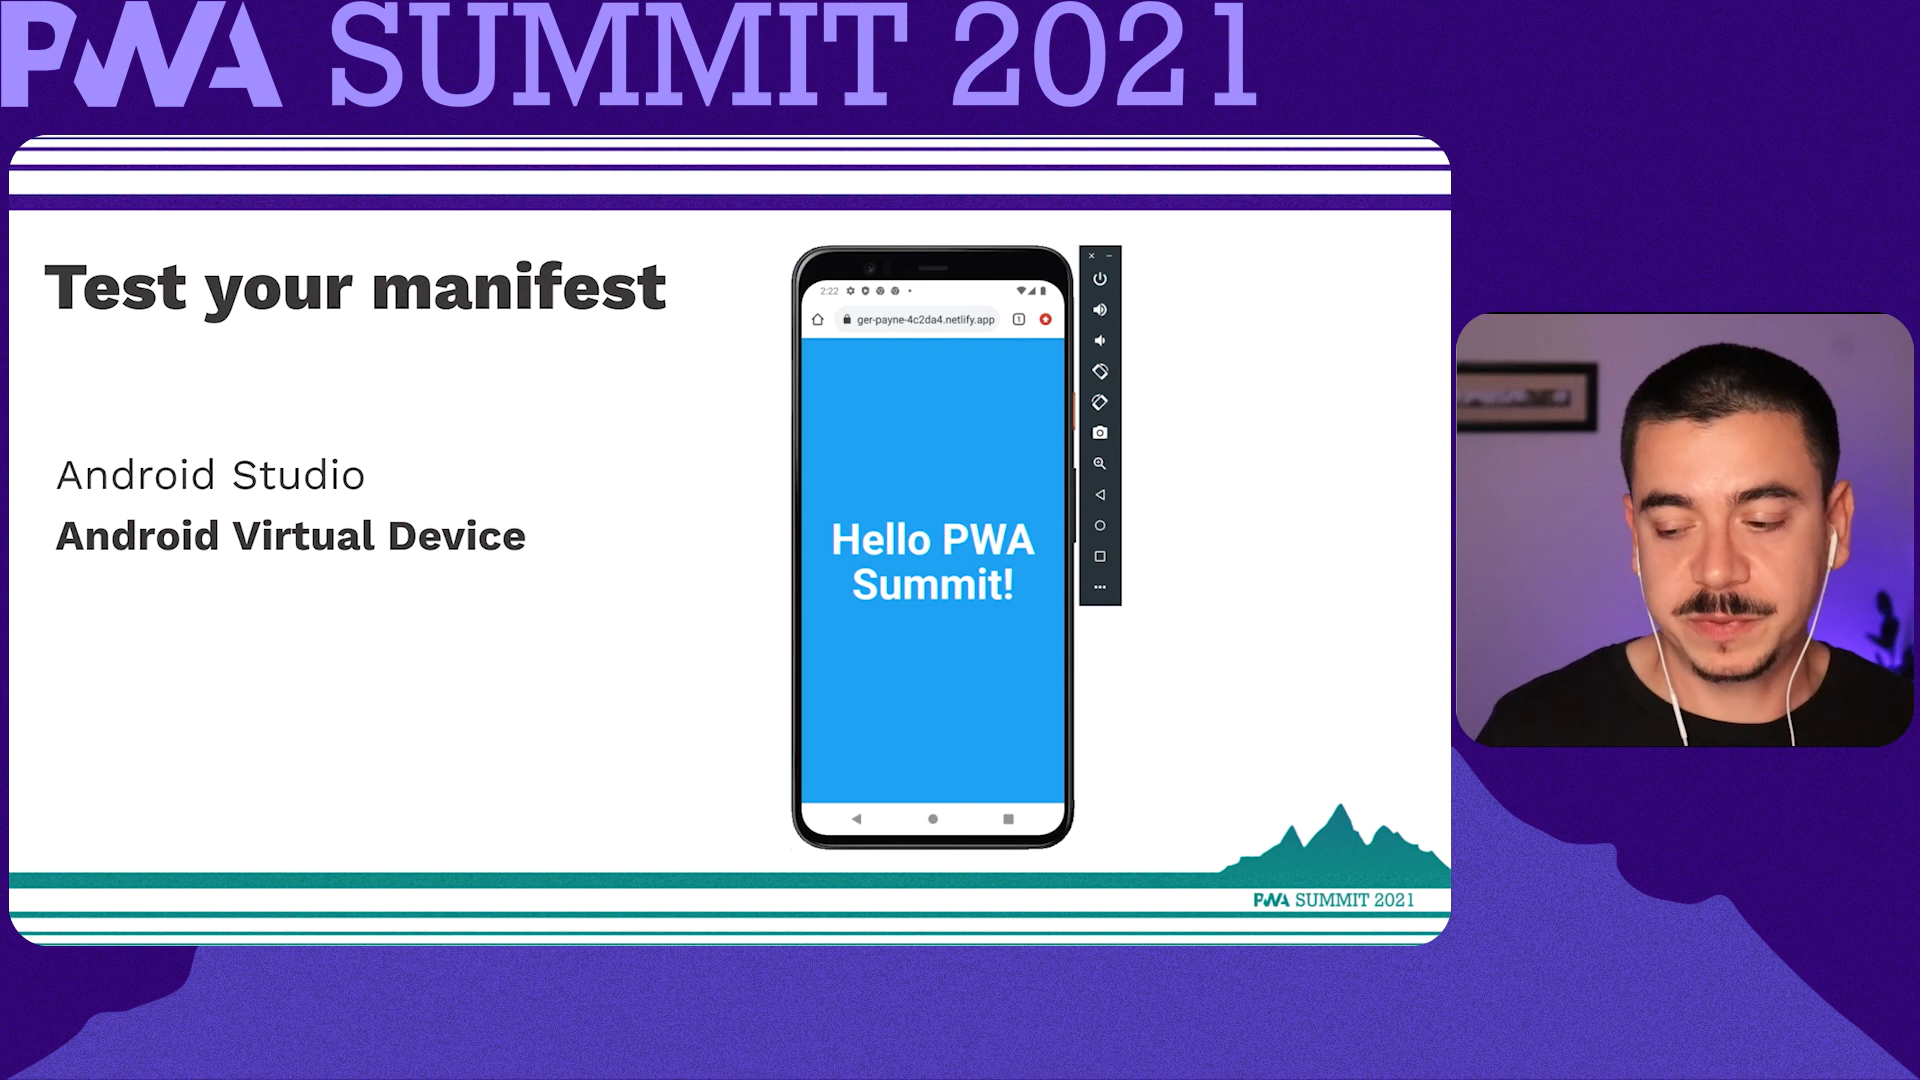 PWA SUMMIT 2021
Test your manifest
Android Studio
Android Virtual Device
2:22
ger-payne-4c2da4.netlify.app
1
Hello PWA
Summit!
PWA SUMMIT 2021